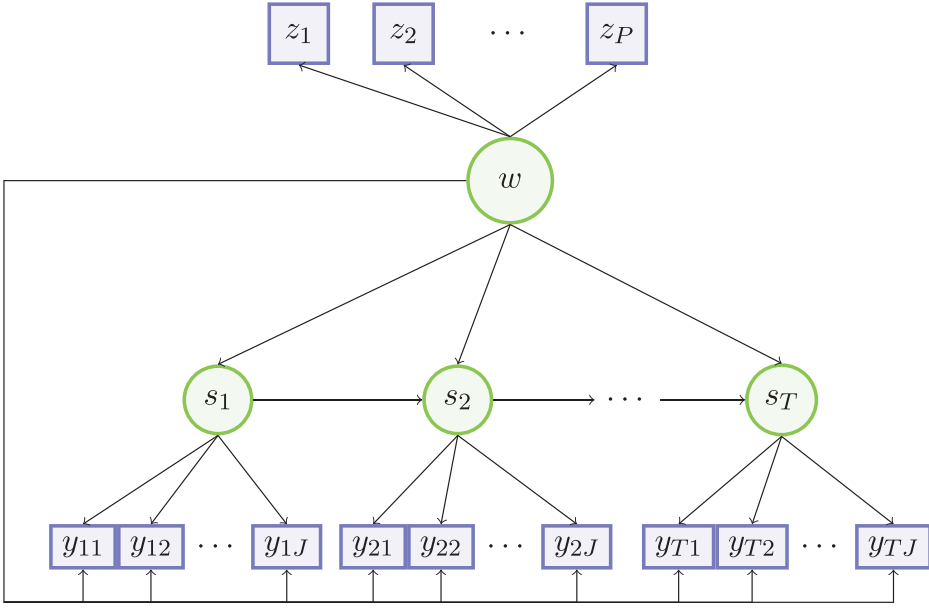 z1 z2 ⋯ zP
w
s1 s2 ⋯ sT
y11 y12 ⋯ y1J y21 y22 ⋯ y2J yT1 yT2 ⋯ yTJ